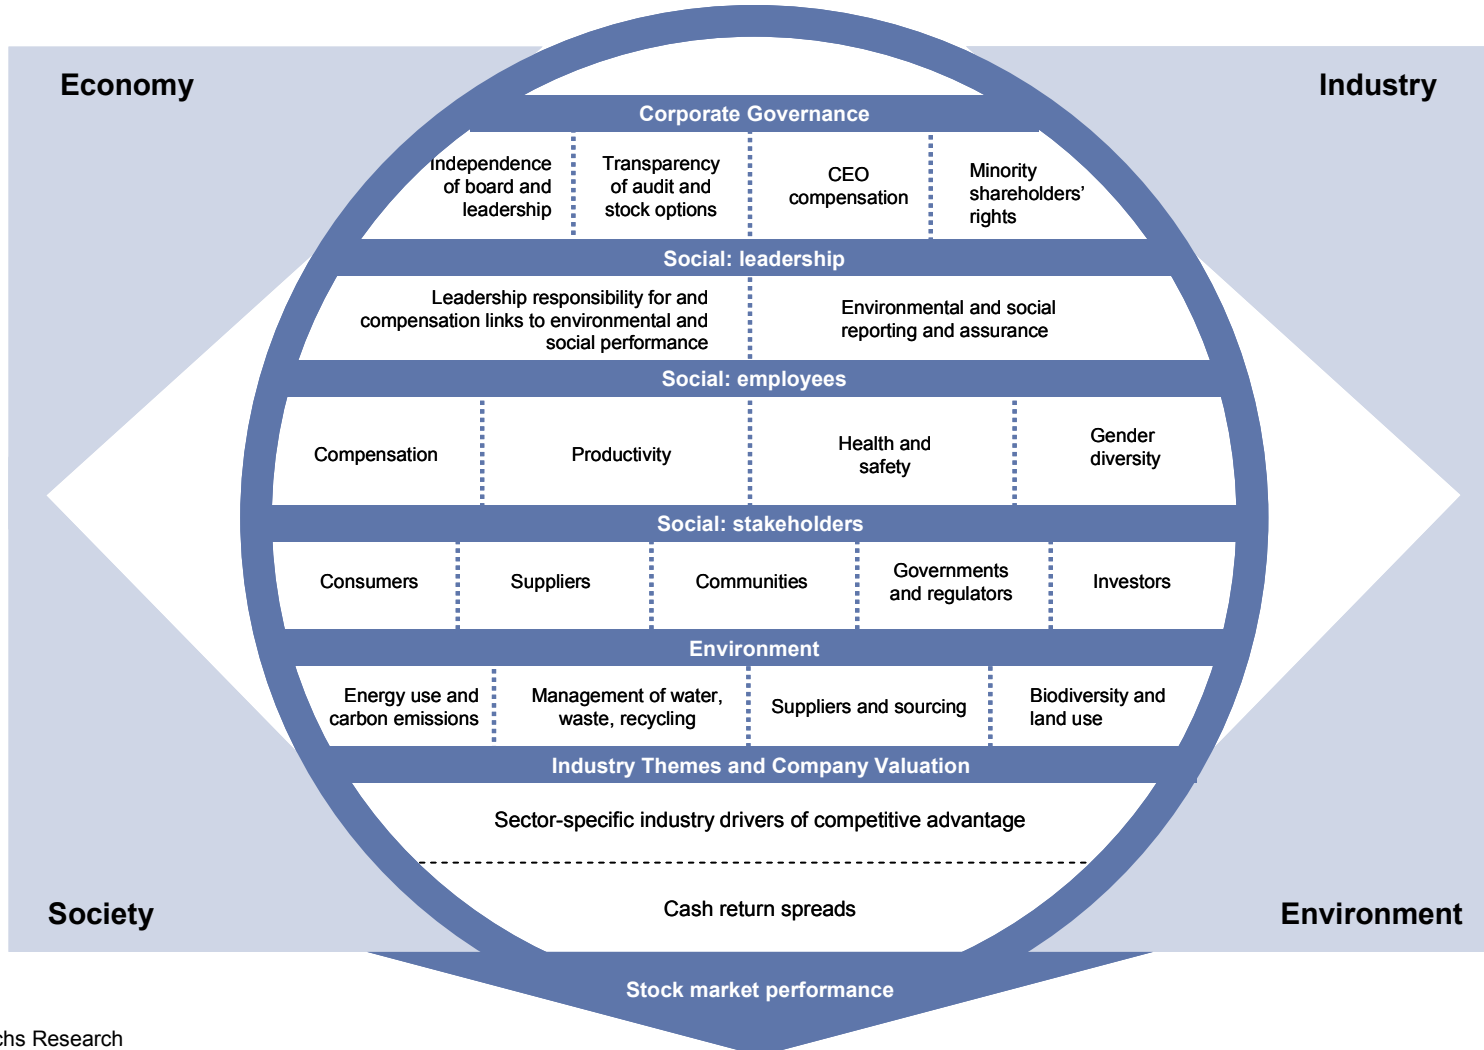 Economy
Industry
Corporate Governance
Independence
of board and
leadership
Transparency
of audit and
stock options
CEO
compensation
Minority
shareholders’
rights
Social: leadership
Leadership responsibility for and
compensation links to environmental and
social performance
Environmental and social
reporting and assurance
Social: employees
Compensation
Productivity
Health and
safety
Gender
diversity
Social: stakeholders
Consumers
Suppliers
Communities
Governments
and regulators
Investors
Environment
Energy use and
carbon emissions
Management of water,
waste, recycling
Suppliers and sourcing
Biodiversity and
land use
Industry Themes and Company Valuation
Sector-specific industry drivers of competitive advantage
Cash return spreads
Society
Environment
Stock market performance
chs Research